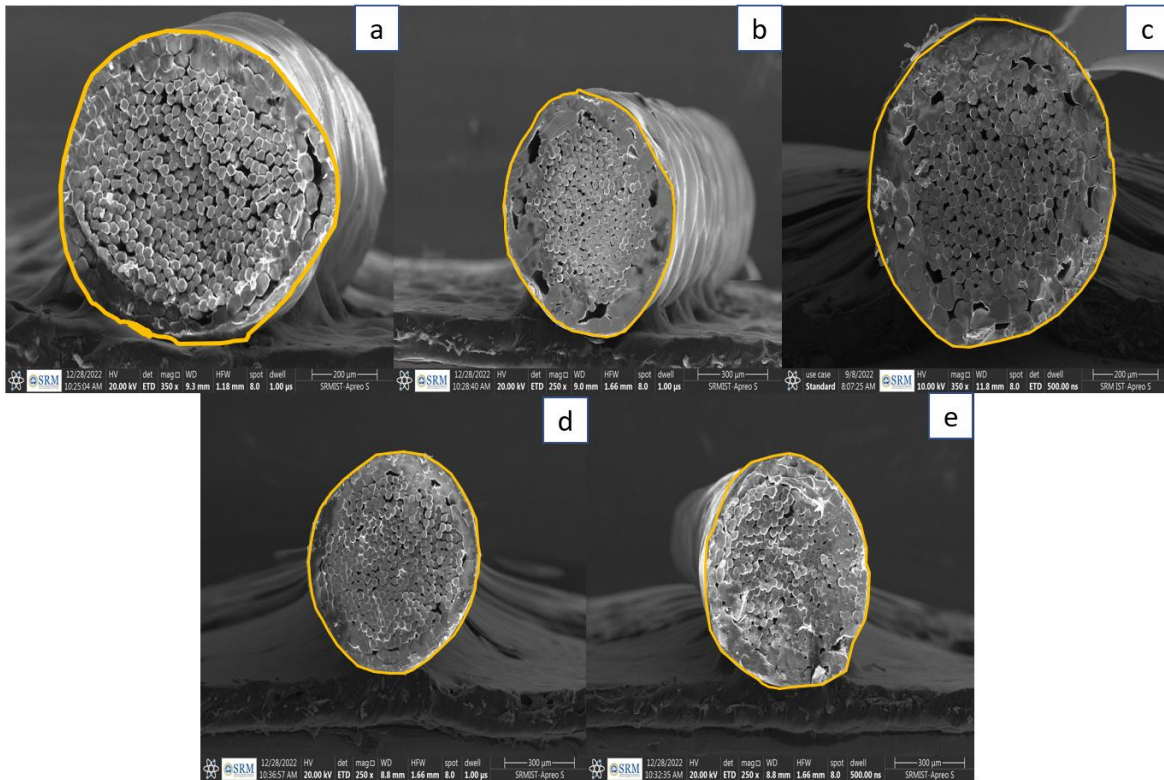 a
b
c
SRM 12/28/2022 10:25:04 AM HV 20.00 kV det ETD mag 350 x WD 9.3 mm HFW 1.18 mm spot 8.0 dwell 1.00 µs 200 µm SRMIST-Apreo S
SRM 12/28/2022 10:28:40 AM HV 20.00 kV det ETD mag 250 x WD 9.0 mm HFW 1.66 mm spot 8.0 dwell 1.00 µs 300 µm SRMIST-Apreo S
use case Standard 9/8/2022 8:07:25 AM SRM HV 10.00 kV mag 350 x WD 11.8 mm spot 8.0 det ETD dwell 500.00 ns 200 µm SRM IST-Apreo S
d
e
SRM 12/28/2022 10:36:57 AM HV 20.00 kV det ETD mag 250 x WD 8.8 mm HFW 1.66 mm spot 8.0 dwell 1.00 µs 300 µm SRMIST-Apreo S
SRM 12/28/2022 10:32:35 AM HV 20.00 kV det ETD mag 250 x WD 8.8 mm HFW 1.66 mm spot 8.0 dwell 500.00 ns 300 µm SRMIST-Apreo S